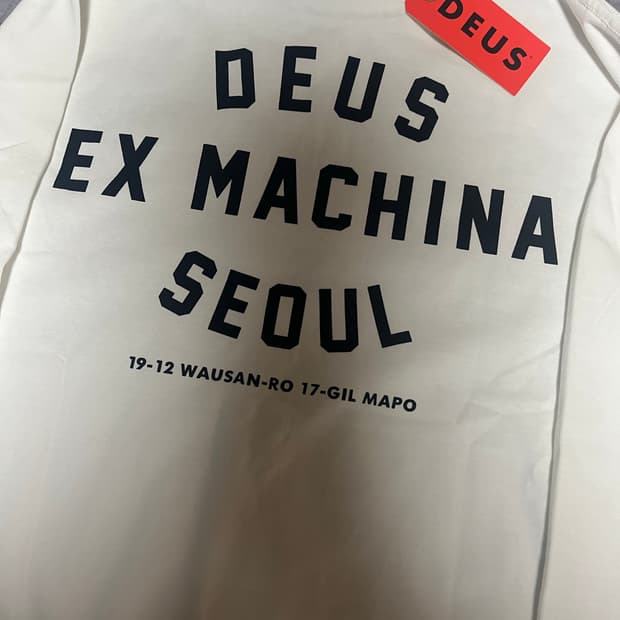 DEUS
DEUS
EX MACHINA
SEOUL
19-12 WAUSAN-RO 17-GIL MAPO